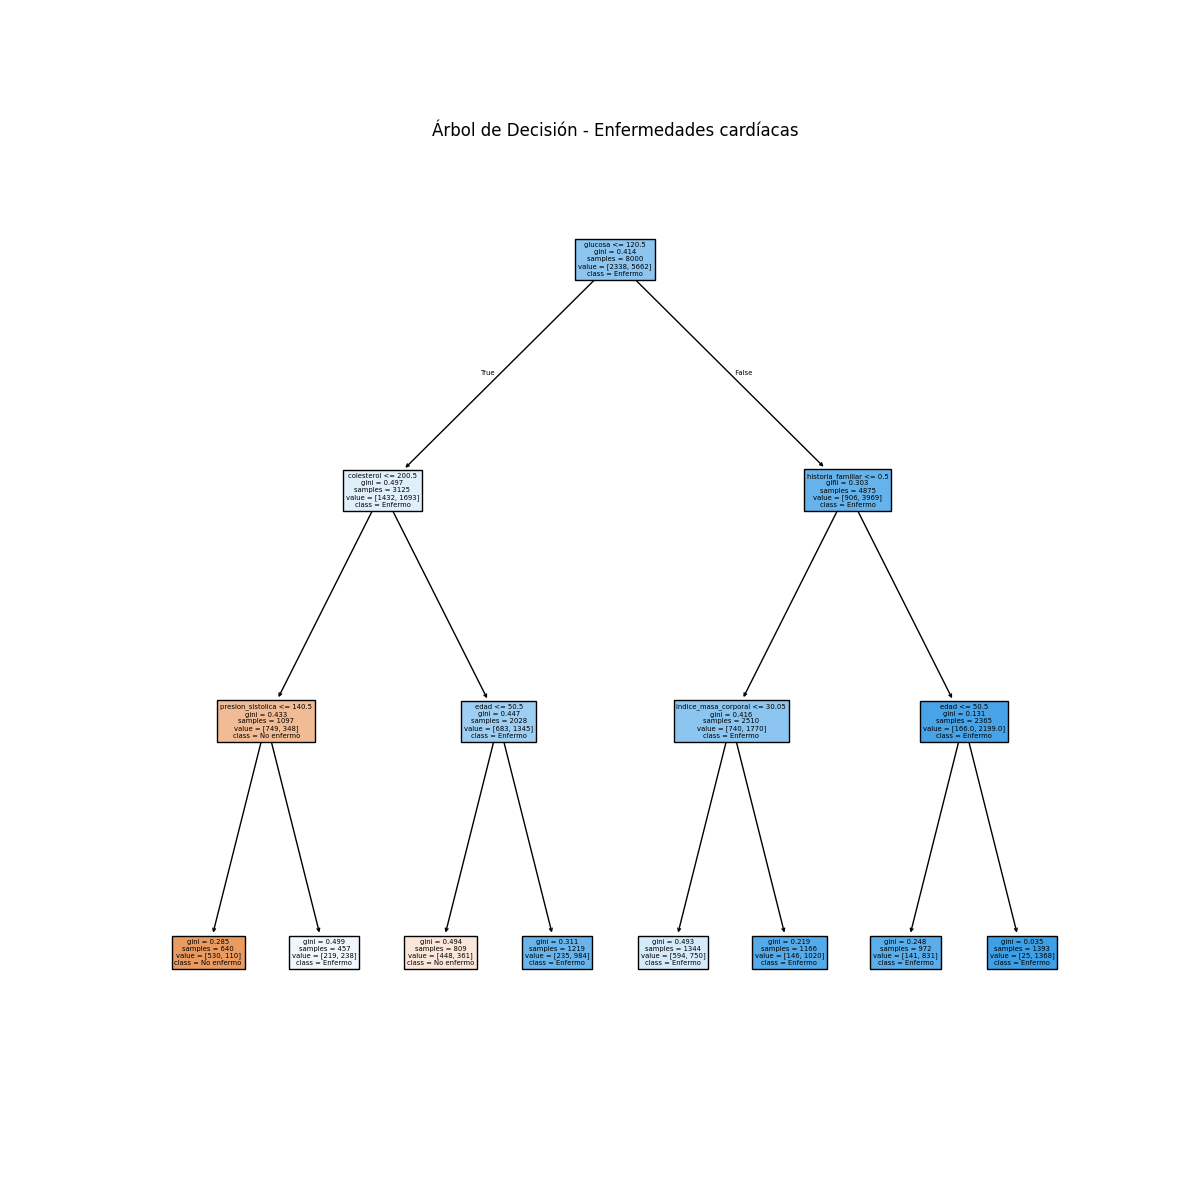 Árbol de Decisión - Enfermedades cardíacas
glucosa <= 120.5
gini = 0.414
samples = 8000
value = [2338, 5662]
class = Enfermo
True
False
colesterol <= 200.5
gini = 0.497
samples = 3125
value = [1432, 1693]
class = Enfermo
historia_familiar <= 0.5
gini = 0.303
samples = 4875
value = [906, 3969]
class = Enfermo
presion_sistolica <= 140.5
gini = 0.433
samples = 1097
value = [749, 348]
class = No enfermo
edad <= 50.5
gini = 0.447
samples = 2028
value = [683, 1345]
class = Enfermo
indice_masa_corporal <= 30.05
gini = 0.416
samples = 2510
value = [740, 1770]
class = Enfermo
edad <= 50.5
gini = 0.131
samples = 2365
value = [166.0, 2199.0]
class = Enfermo
gini = 0.285
samples = 640
value = [530, 110]
class = No enfermo
gini = 0.499
samples = 457
value = [219, 238]
class = Enfermo
gini = 0.494
samples = 809
value = [448, 361]
class = No enfermo
gini = 0.311
samples = 1219
value = [235, 984]
class = Enfermo
gini = 0.493
samples = 1344
value = [594, 750]
class = Enfermo
gini = 0.219
samples = 1166
value = [146, 1020]
class = Enfermo
gini = 0.248
samples = 972
value = [141, 831]
class = Enfermo
gini = 0.035
samples = 1393
value = [25, 1368]
class = Enfermo